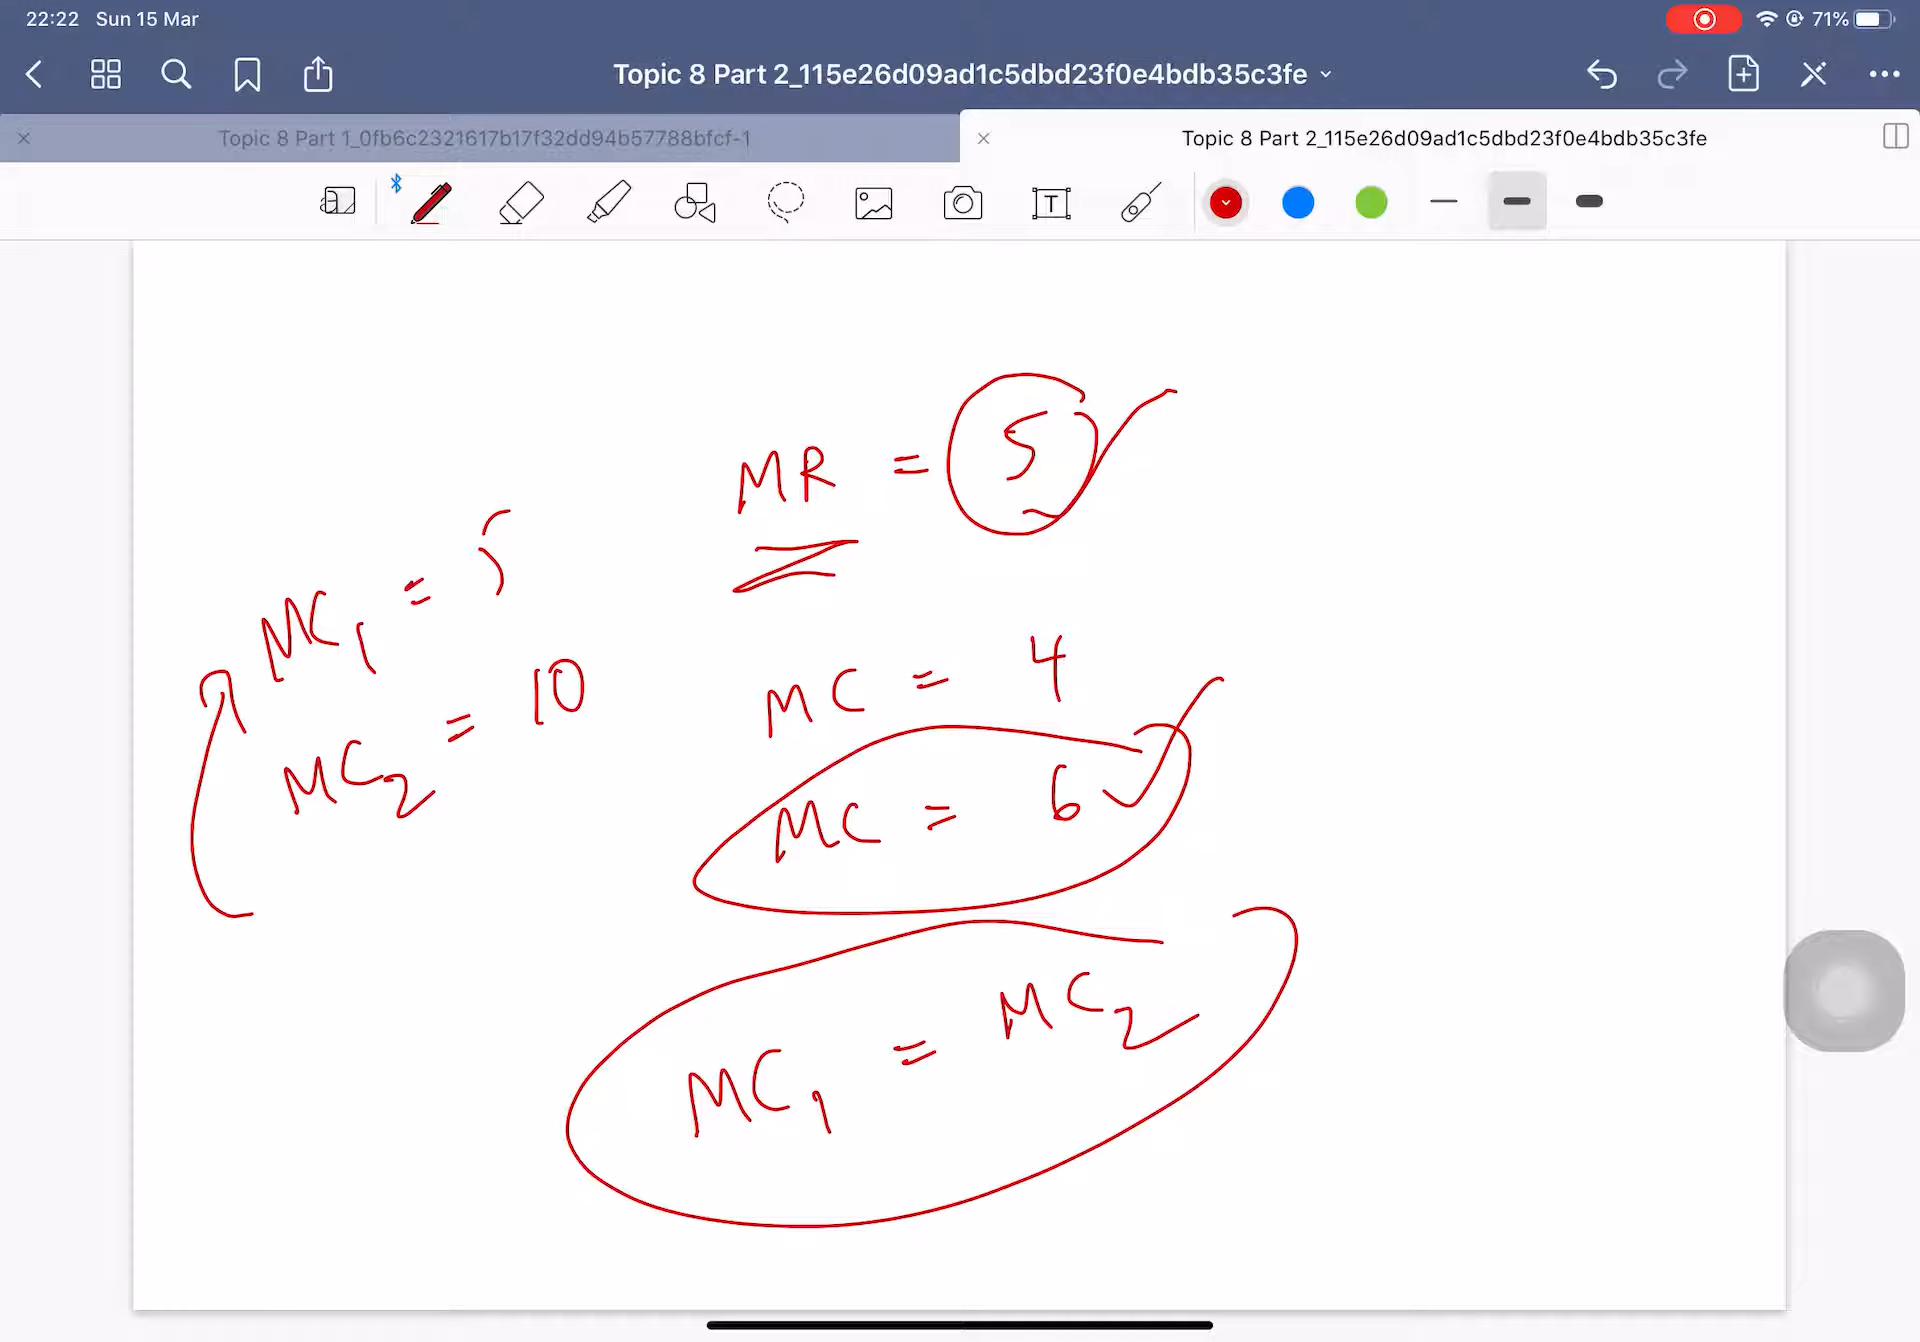 22:22 Sun 15 Mar
71%
Topic 8 Part 2_115e26d09ad1c5dbd23f0e4bdb35c3fe
Topic 8 Part 1_0fb6c2321617b17f32dd94b57788bfcf-1
Topic 8 Part 2_115e26d09ad1c5dbd23f0e4bdb35c3fe
MR = 5
MC₁ = 5
MC₂ = 10
MC = 4
MC = 6
MC₁ = MC₂